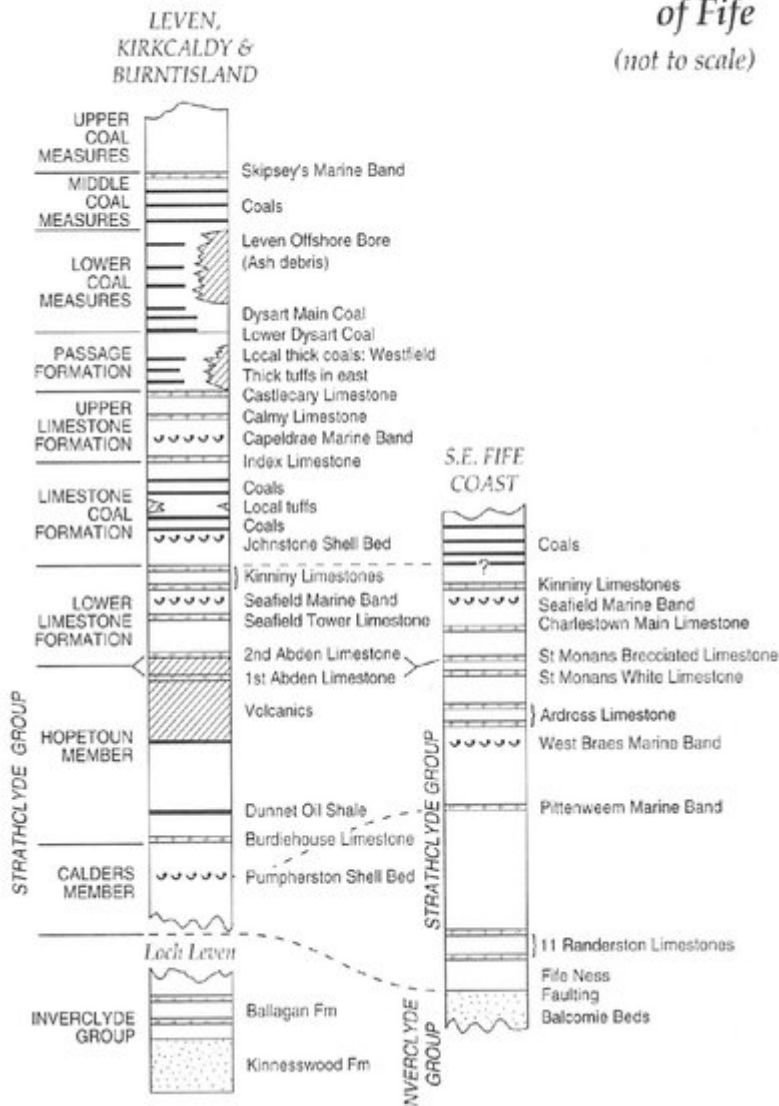 of Fife
(not to scale)
LEVEN,
KIRKCALDY &
BURNTISLAND
UPPER
COAL
MEASURES
Skipsey's Marine Band
MIDDLE
COAL
MEASURES
Coals
LOWER
COAL
MEASURES
Leven Offshore Bore
(Ash debris)
Dysart Main Coal
Lower Dysart Coal
PASSAGE
FORMATION
Local thick coals: Westfield
Thick tuffs in east
Castlecary Limestone
UPPER
LIMESTONE
FORMATION
Calmy Limestone
Capeldrae Marine Band
Index Limestone
LIMESTONE
COAL
FORMATION
Coals
Local tuffs
Coals
Johnstone Shell Bed
Kinniny Limestones
LOWER
LIMESTONE
FORMATION
Seafield Marine Band
Seafield Tower Limestone
2nd Abden Limestone
1st Abden Limestone
STRATHCLYDE GROUP
HOPETOUN
MEMBER
Volcanics
Dunnet Oil Shale
Burdiehouse Limestone
CALDERS
MEMBER
Pumpherston Shell Bed
Loch Leven
INVERCLYDE
GROUP
Ballagan Fm
Kinnesswood Fm
S.E. FIFE
COAST
Coals
?
Kinniny Limestones
Seafield Marine Band
Charlestown Main Limestone
St Monans Brecciated Limestone
St Monans White Limestone
Ardross Limestone
West Braes Marine Band
STRATHCLYDE GROUP
Pittenweem Marine Band
11 Randerston Limestones
Fife Ness
Faulting
Balcomie Beds
NVERCLYDE
GROUP